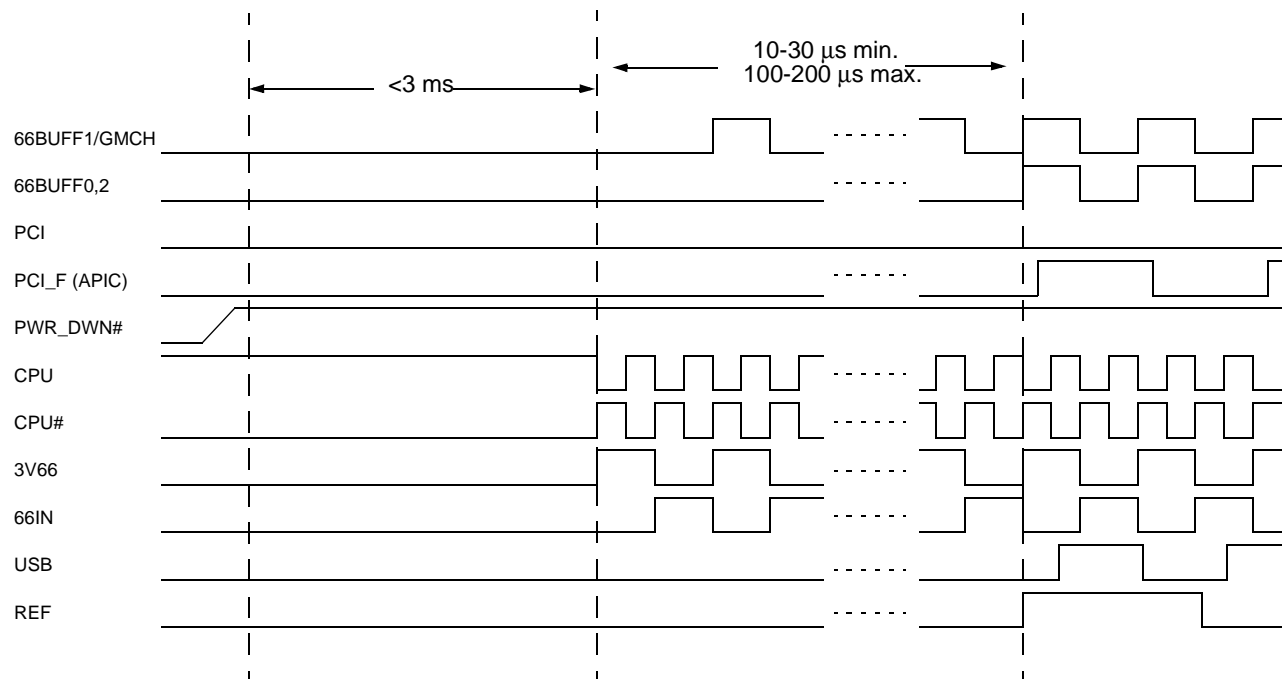 10-30 µs min.
100-200 µs max.
<3 ms
66BUFF1/GMCH
66BUFF0,2
PCI
PCI_F (APIC)
PWR_DWN#
CPU
CPU#
3V66
66IN
USB
REF